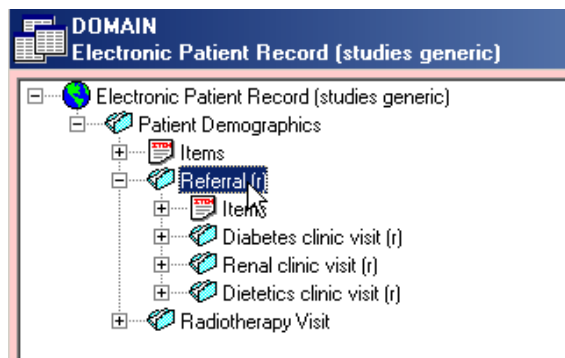 DOMAIN
Electronic Patient Record (studies generic)
Electronic Patient Record (studies generic)
Patient Demographics
Items
Referral (r)
Items
Diabetes clinic visit (r)
Renal clinic visit (r)
Dietetics clinic visit (r)
Radiotherapy Visit